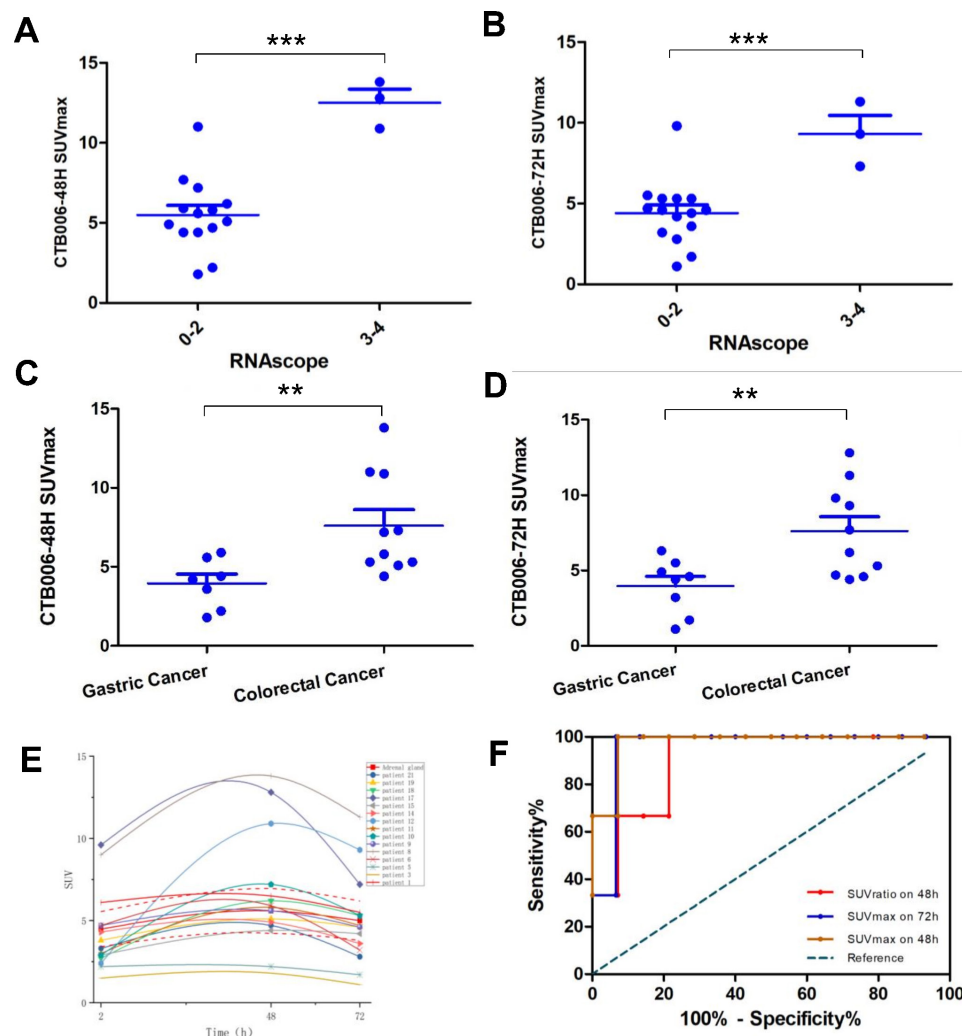 A
***
15
10
5
0
CTB006-48H SUVmax
0-2
3-4
RNAscope
B
***
15
10
5
0
CTB006-72H SUVmax
0-2
3-4
RNAscope
C
**
15
10
5
0
CTB006-48H SUVmax
Gastric Cancer
Colorectal Cancer
D
**
15
10
5
0
CTB006-72H SUVmax
Gastric Cancer
Colorectal Cancer
E
15
10
5
0
SUV
2
48
72
Time (h)
Adrenal gland
patient 21
patient 19
patient 18
patient 17
patient 15
patient 14
patient 12
patient 11
patient 10
patient 9
patient 8
patient 6
patient 5
patient 3
patient 1
F
100
80
60
40
20
0
Sensitivity%
0
20
40
60
80
100
100% - Specificity%
SUVratio on 48h
SUVmax on 72h
SUVmax on 48h
Reference